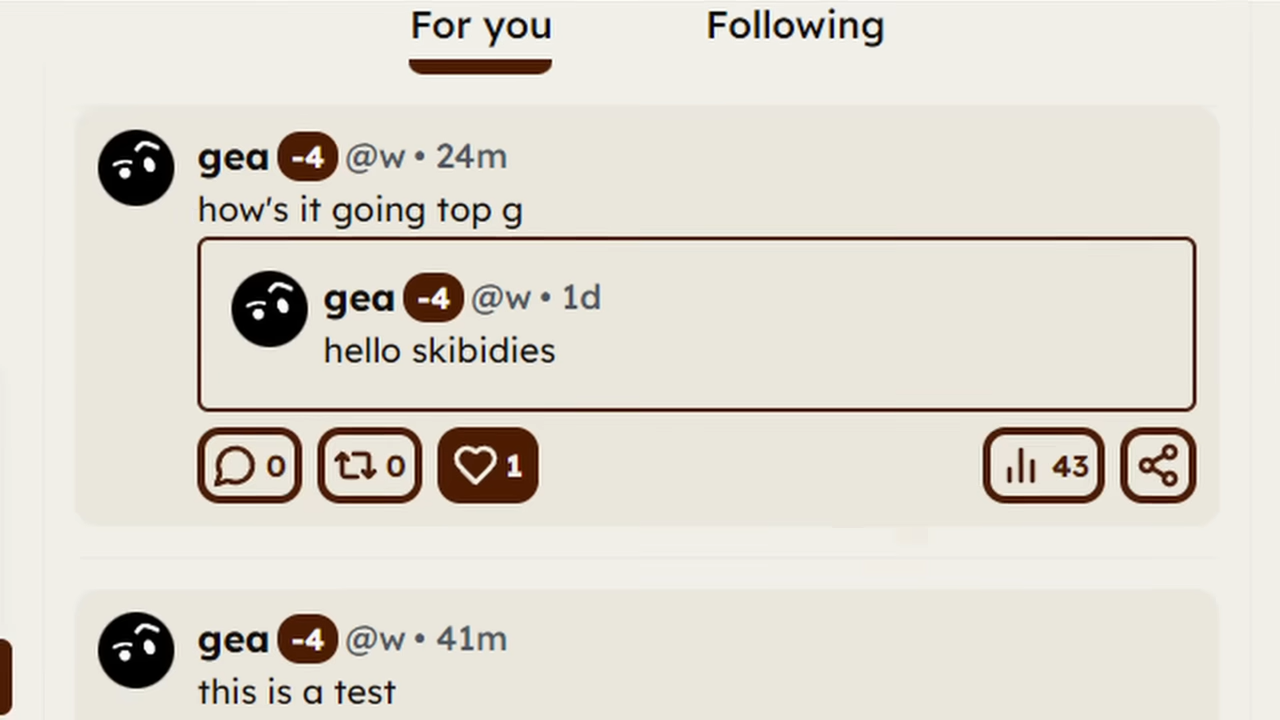 For you Following
gea -4 @w • 24m
how's it going top g
gea -4 @w • 1d
hello skibidies
0 0 1 43
gea -4 @w • 41m
this is a test